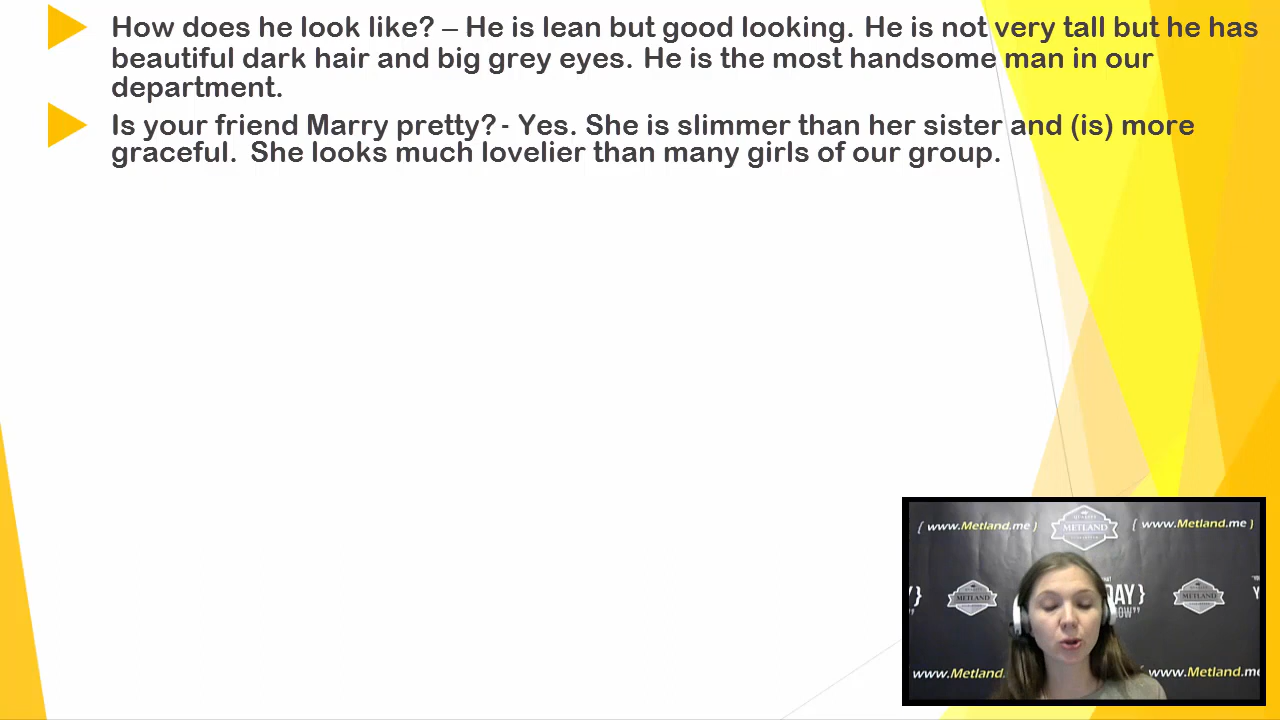 How does he look like? – He is lean but good looking. He is not very tall but he has
beautiful dark hair and big grey eyes. He is the most handsome man in our
department.
Is your friend Marry pretty? - Yes. She is slimmer than her sister and (is) more
graceful. She looks much lovelier than many girls of our group.
{ www.Metland.me }
METLAND
{ www.Metland.me }
METLAND
DAY}
METLAND
www.Metland.
www.Metland.me